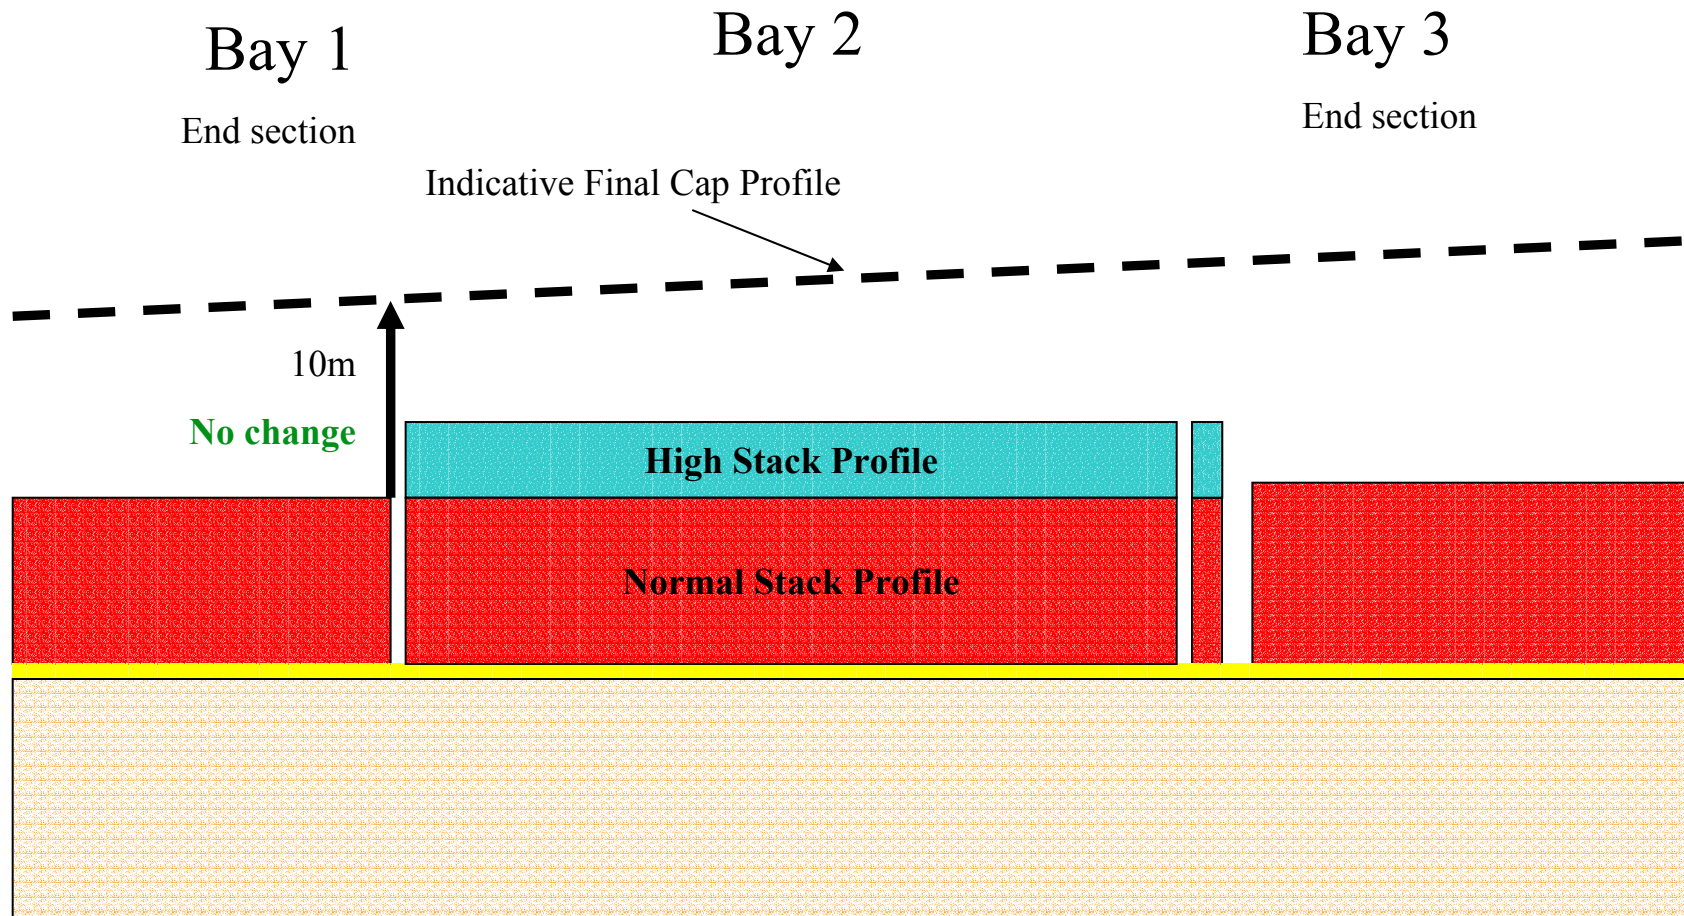 Bay 1
Bay 2
Bay 3
End section
End section
Indicative Final Cap Profile
10m
No change
High Stack Profile
Normal Stack Profile